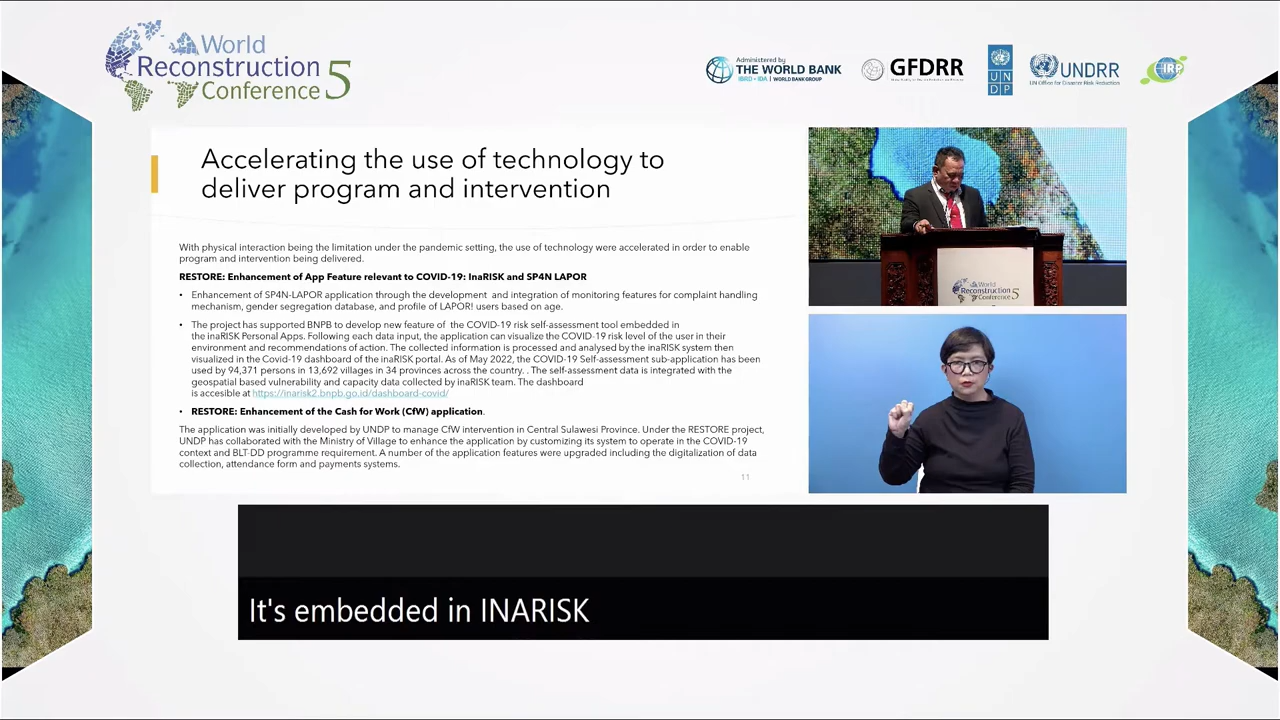 World
Reconstruction
Conference 5
Administered by
THE WORLD BANK
IBRD • IDA | WORLD BANK GROUP
GFDRR
UN
DP
UNDRR
UN Office for Disaster Risk Reduction
IRP
Accelerating the use of technology to
deliver program and intervention
With physical interaction being the limitation under the pandemic setting, the use of technology were accelerated in order to enable
program and intervention being delivered.
RESTORE: Enhancement of App Feature relevant to COVID-19: InaRISK and SP4N LAPOR
• Enhancement of SP4N-LAPOR application through the development and integration of monitoring features for complaint handling
mechanism, gender segregation database, and profile of LAPOR! users based on age.
• The project has supported BNPB to develop new feature of the COVID-19 risk self-assessment tool embedded in
the inaRISK Personal Apps. Following each data input, the application can visualize the COVID-19 risk level of the user in their
environment and recommendations of action. The collected information is processed and analysed by the inaRISK system then
visualized in the Covid-19 dashboard of the inaRISK portal. As of May 2022, the COVID-19 Self-assessment sub-application has been
used by 94,371 persons in 13,692 villages in 34 provinces across the country. . The self-assessment data is integrated with the
geospatial based vulnerability and capacity data collected by inaRISK team. The dashboard
is accesible at https://inarisk2.bnpb.go.id/dashboard-covid/
• RESTORE: Enhancement of the Cash for Work (CfW) application.
The application was initially developed by UNDP to manage CfW intervention in Central Sulawesi Province. Under the RESTORE project,
UNDP has collaborated with the Ministry of Village to enhance the application by customizing its system to operate in the COVID-19
context and BLT-DD programme requirement. A number of the application features were upgraded including the digitalization of data
collection, attendance form and payments systems.
11
World
Reconstruction
Conference 5
It's embedded in INARISK